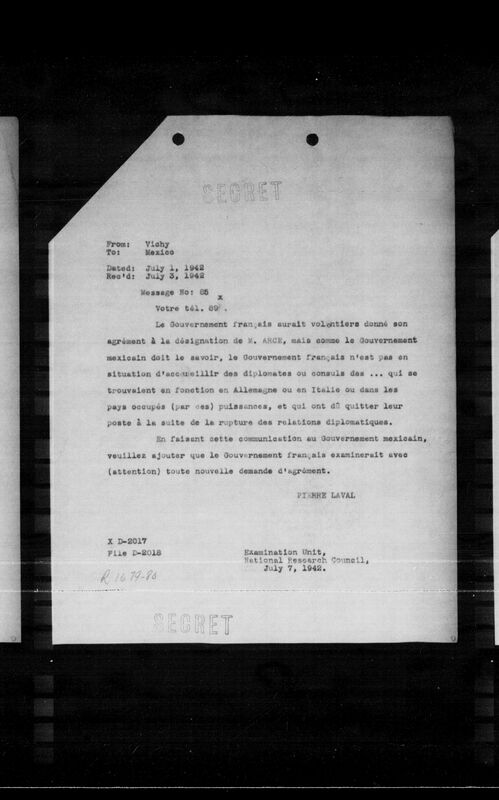 SECRET
From: Vichy
To: Mexico
Dated: July 1, 1942
Rec'd: July 3, 1942
Message No: 85
x
Votre tél. 89
Le Gouvernement français aurait volontiers donné son
agrément à la désignation de M. ARCE, mais comme le Gouvernement
mexicain doit le savoir, le Gouvernement français n'est pas en
situation d'accueillir des diplomates ou consuls des ... qui se
trouvaient en fonction en Allemagne ou en Italie ou dans les
pays occupés (par ces) puissances, et qui ont dû quitter leur
poste à la suite de la rupture des relations diplomatiques.
En faisant cette communication au Gouvernement mexicain,
veuillez ajouter que le Gouvernement français examinerait avec
(attention) toute nouvelle demande d'agrément.
PIERRE LAVAL
X D-2017
File D-2018
Examination Unit,
National Research Council,
July 7, 1942.
R 1679-80
SECRET